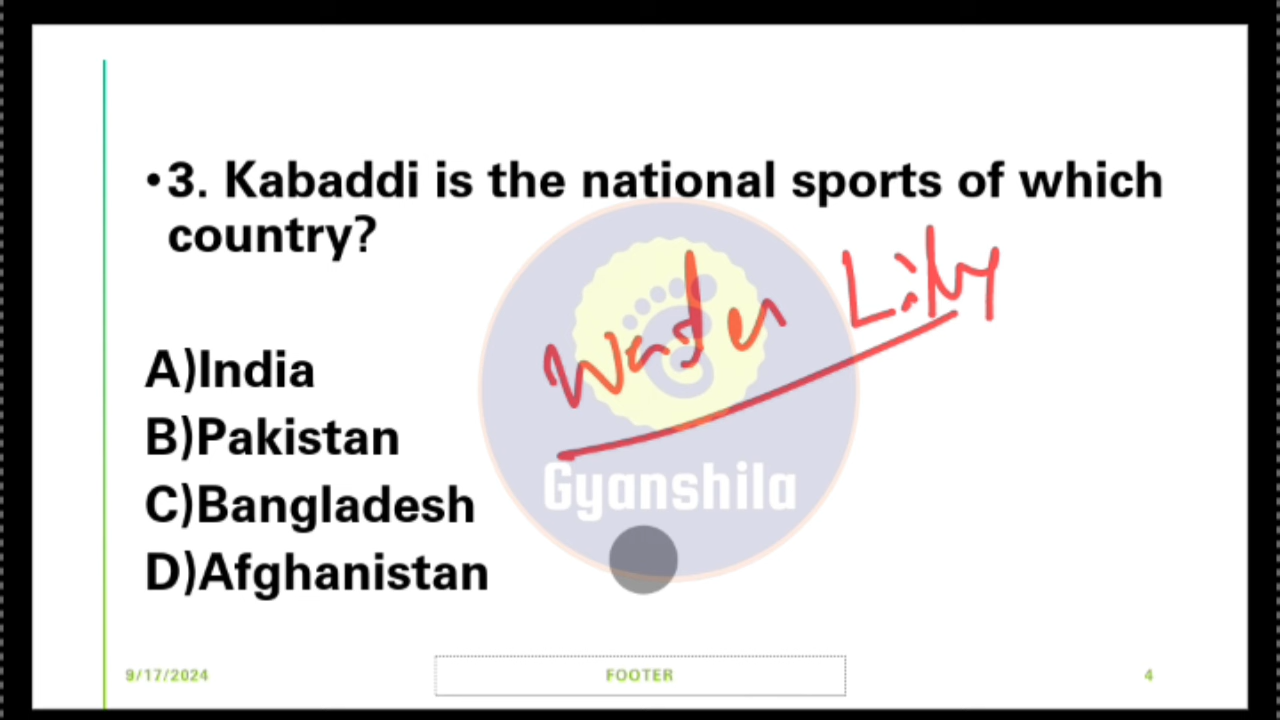 •3. Kabaddi is the national sports of which
country?
Water Lily
A)India
B)Pakistan
C)Bangladesh
D)Afghanistan
Gyanshila
9/17/2024
FOOTER
4